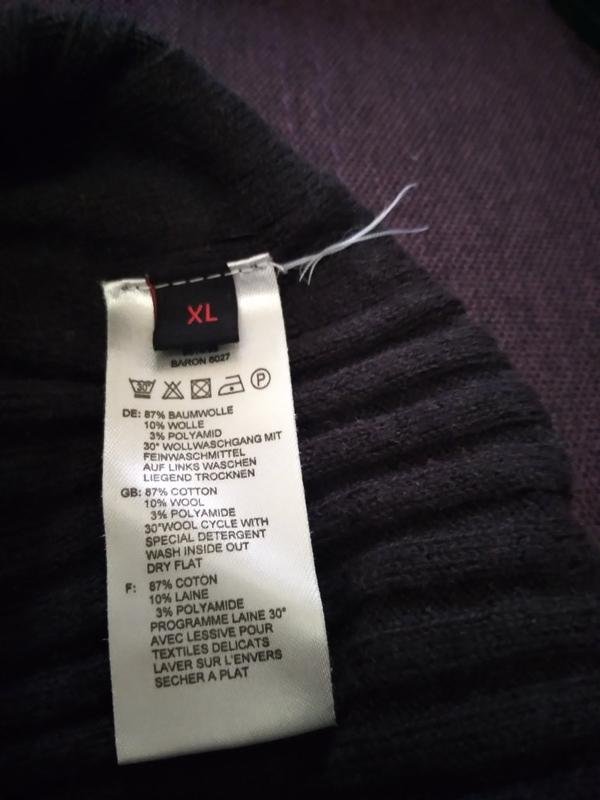 XL
BARON 6027
30°
P
DE: 87% BAUMWOLLE
10% WOLLE
3% POLYAMID
30° WOLLWASCHGANG MIT
FEINWASCHMITTEL
AUF LINKS WASCHEN
LIEGEND TROCKNEN
GB: 87% COTTON
10% WOOL
3% POLYAMIDE
30°WOOL CYCLE WITH
SPECIAL DETERGENT
WASH INSIDE OUT
DRY FLAT
F: 87% COTON
10% LAINE
3% POLYAMIDE
PROGRAMME LAINE 30°
AVEC LESSIVE POUR
TEXTILES DELICATS
LAVER SUR L'ENVERS
SECHER A PLAT